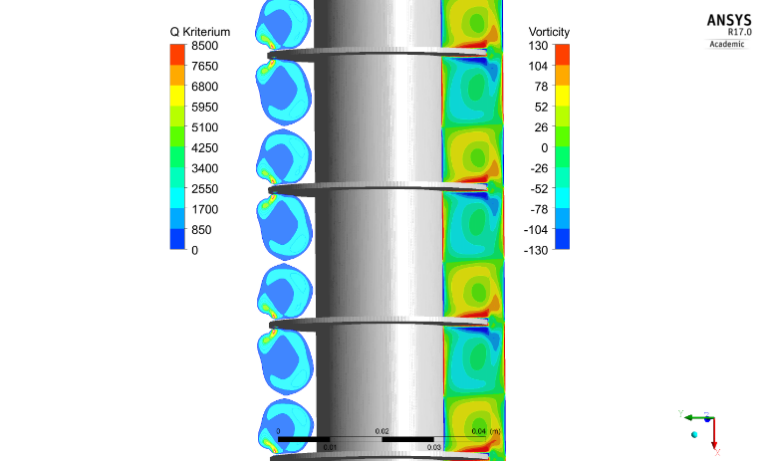 Q Kriterium
8500
7650
6800
5950
5100
4250
3400
2550
1700
850
0
Vorticity
130
104
78
52
26
0
-26
-52
-78
-104
-130
ANSYS
R17.0
Academic
0
0.02
0.04 (m)
0.01
0.03
Y
Z
X